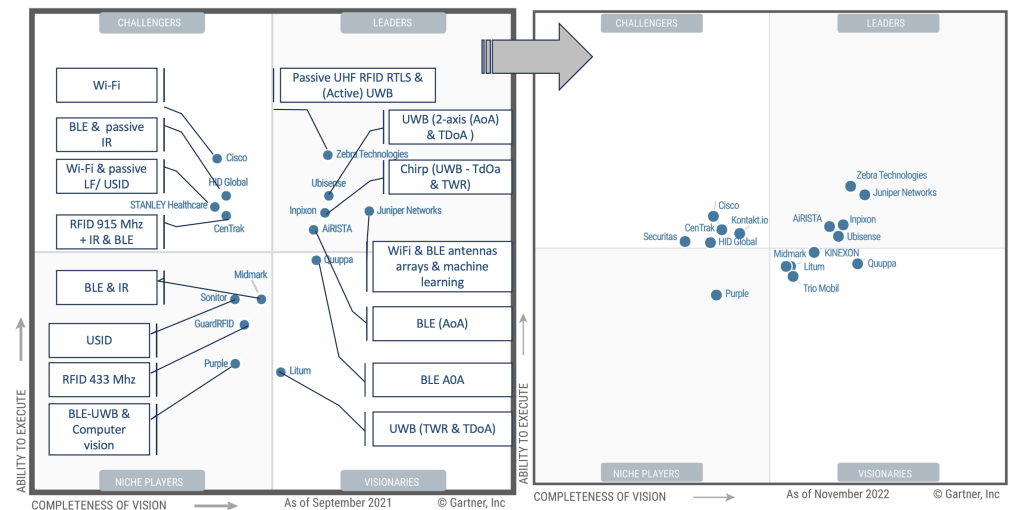 CHALLENGERS
LEADERS
Wi-Fi
BLE & passive
IR
Wi-Fi & passive
LF/ USID
RFID 915 Mhz
+ IR & BLE
Passive UHF RFID RTLS &
(Active) UWB
UWB (2-axis (AoA)
& TDoA )
Chirp (UWB - TdOa
& TWR)
Cisco
HID Global
STANLEY Healthcare
CenTrak
Zebra Technologies
Ubisense
Inpixon
Juniper Networks
AiRISTA
Quuppa
WiFi & BLE antennas
arrays & machine
learning
BLE & IR
Midmark
Sonitor
GuardRFID
Purple
Litum
USID
RFID 433 Mhz
BLE-UWB &
Computer
vision
BLE (AoA)
BLE A0A
UWB (TWR & TDoA)
NICHE PLAYERS
VISIONARIES
ABILITY TO EXECUTE
COMPLETENESS OF VISION
As of September 2021
© Gartner, Inc
CHALLENGERS
LEADERS
Zebra Technologies
Juniper Networks
Cisco
Kontakt.io
CenTrak
Securitas
HID Global
AiRISTA
Inpixon
Ubisense
Midmark
KINEXON
Litum
Quuppa
Trio Mobil
Purple
NICHE PLAYERS
VISIONARIES
ABILITY TO EXECUTE
COMPLETENESS OF VISION
As of November 2022
© Gartner, Inc